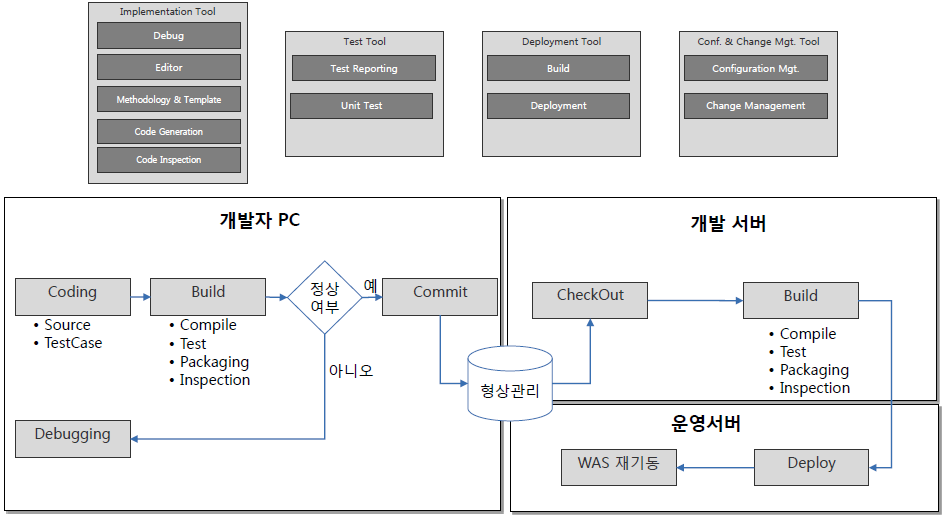 Implementation Tool
Debug
Editor
Methodology & Template
Code Generation
Code Inspection
Test Tool
Test Reporting
Unit Test
Deployment Tool
Build
Deployment
Conf. & Change Mgt. Tool
Configuration Mgt.
Change Management
개발자 PC
Coding
• Source
• TestCase
Build
• Compile
• Test
• Packaging
• Inspection
정상
여부
예
아니오
Commit
Debugging
형상관리
개발 서버
CheckOut
Build
• Compile
• Test
• Packaging
• Inspection
운영서버
WAS 재기동
Deploy